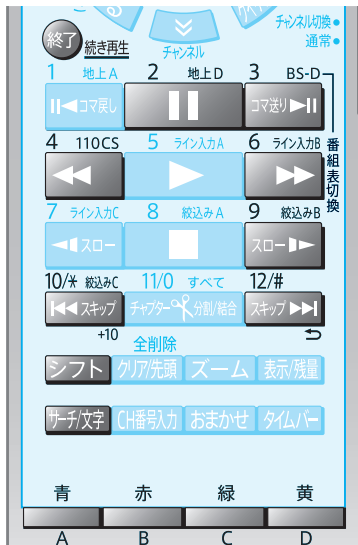 チャンネル切換
終了 続き再生 チャンネル 通常
1 地上A 2 地上D 3 BS-D
コマ戻し コマ送り
4 110CS 5 ライン入力A 6 ライン入力B
番組表切換
7 ライン入力C 8 絞込みA 9 絞込みB
スロー スロー
10/* 絞込みC 11/0 すべて 12/#
スキップ チャプター 分割/結合 スキップ
+10
全削除
シフト クリア/先頭 ズーム 表示/残量
サーチ/文字 CH番号入力 おまかせ タイムバー
青 赤 緑 黄
A B C D